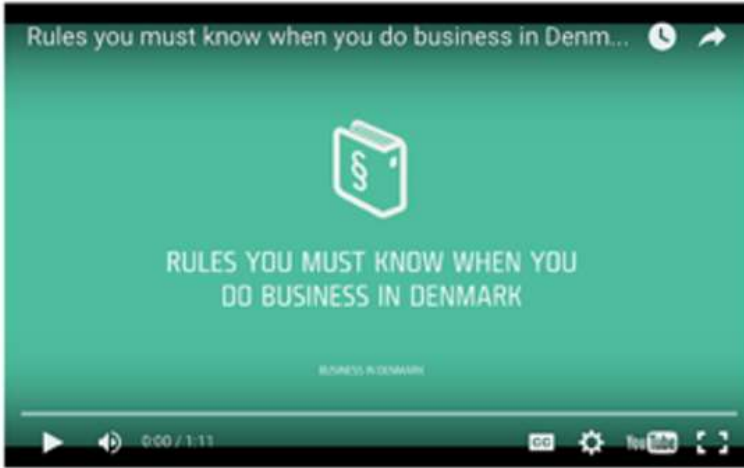 Rules you must know when you do business in Denm...
§
RULES YOU MUST KNOW WHEN YOU
DO BUSINESS IN DENMARK
BUSINESS IN DENMARK
0:00 / 1:11
CC
YouTube